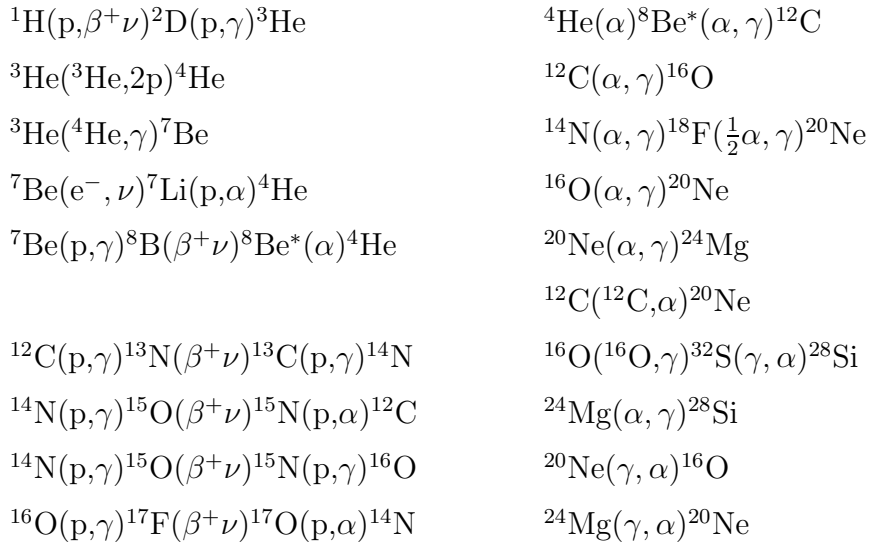 ¹H(p,β⁺ν)²D(p,γ)³He
³He(³He,2p)⁴He
³He(⁴He,γ)⁷Be
⁷Be(e⁻, ν)⁷Li(p,α)⁴He
⁷Be(p,γ)⁸B(β⁺ν)⁸Be*(α)⁴He
¹²C(p,γ)¹³N(β⁺ν)¹³C(p,γ)¹⁴N
¹⁴N(p,γ)¹⁵O(β⁺ν)¹⁵N(p,α)¹²C
¹⁴N(p,γ)¹⁵O(β⁺ν)¹⁵N(p,γ)¹⁶O
¹⁶O(p,γ)¹⁷F(β⁺ν)¹⁷O(p,α)¹⁴N
⁴He(α)⁸Be*(α, γ)¹²C
¹²C(α, γ)¹⁶O
¹⁴N(α, γ)¹⁸F(½α, γ)²⁰Ne
¹⁶O(α, γ)²⁰Ne
²⁰Ne(α, γ)²⁴Mg
¹²C(¹²C,α)²⁰Ne
¹⁶O(¹⁶O,γ)³²S(γ, α)²⁸Si
²⁴Mg(α, γ)²⁸Si
²⁰Ne(γ, α)¹⁶O
²⁴Mg(γ, α)²⁰Ne